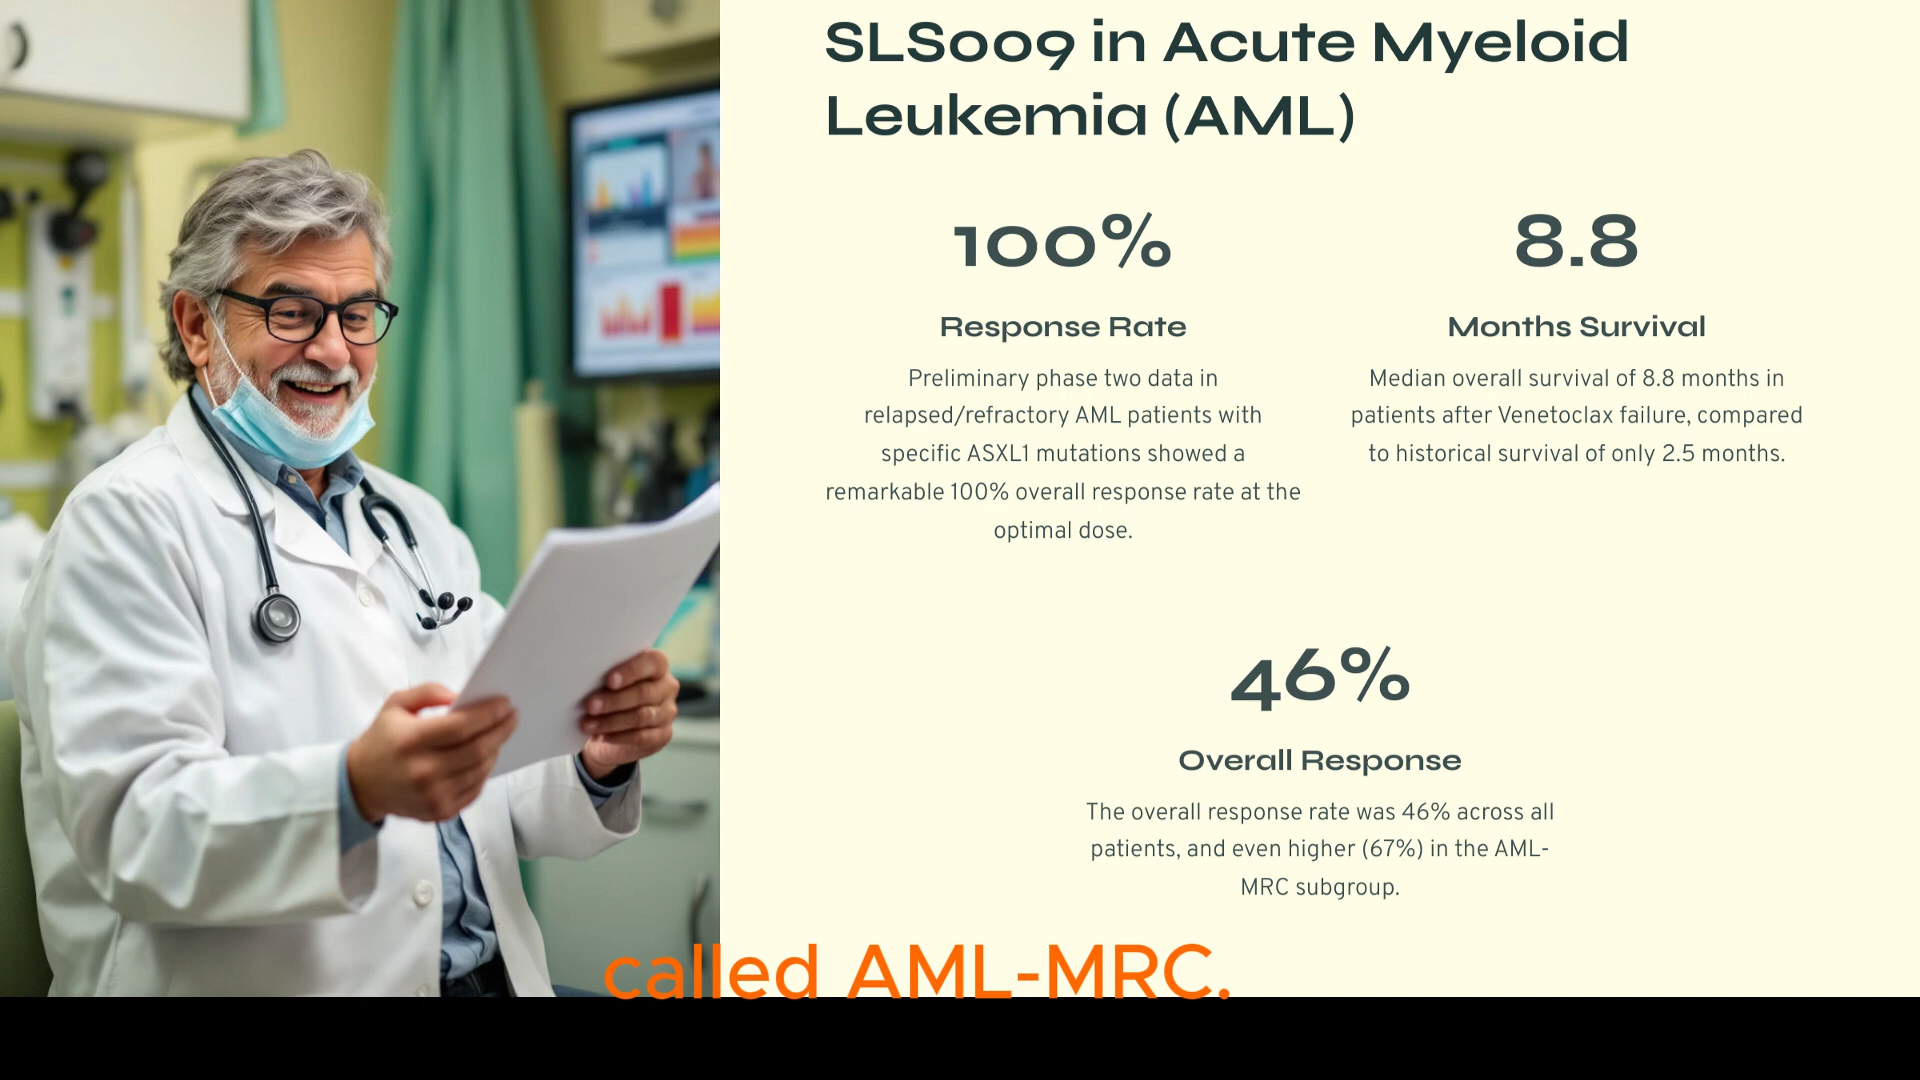 SLS009 in Acute Myeloid
Leukemia (AML)
100%
Response Rate
Preliminary phase two data in
relapsed/refractory AML patients with
specific ASXL1 mutations showed a
remarkable 100% overall response rate at the
optimal dose.
8.8
Months Survival
Median overall survival of 8.8 months in
patients after Venetoclax failure, compared
to historical survival of only 2.5 months.
46%
Overall Response
The overall response rate was 46% across all
patients, and even higher (67%) in the AML-
MRC subgroup.
called AML-MRC.